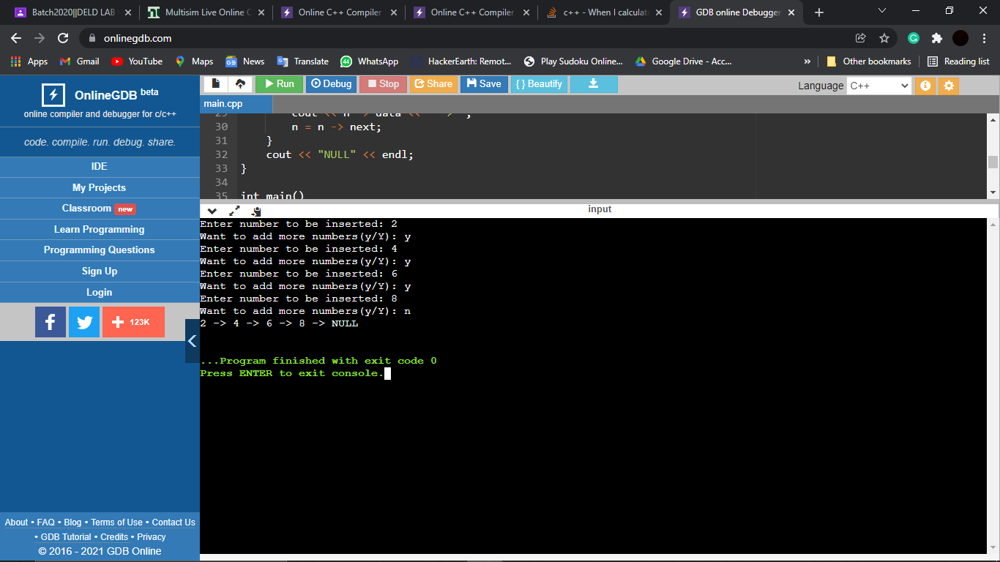 Batch2020||DELD LAB
Multisim Live Online C
Online C++ Compiler
Online C++ Compiler
c++ - When I calculat
GDB online Debugger
onlinegdb.com
G
Apps
Gmail
YouTube
Maps
GE
News
Translate
44
WhatsApp
HackerEarth: Remot...
Play Sudoku Online...
Google Drive - Acc...
»
Other bookmarks
Reading list
OnlineGDB beta
online compiler and debugger for c/c++
code. compile. run. debug. share.
IDE
My Projects
Classroom new
Learn Programming
Programming Questions
Sign Up
Login
f
+ 123K
About • FAQ • Blog • Terms of Use • Contact Us
• GDB Tutorial • Credits • Privacy
© 2016 - 2021 GDB Online
Run
Debug
Stop
Share
Save
{ } Beautify
Language C++
main.cpp
30 n = n -> next;
31 }
32 cout << "NULL" << endl;
33 }
34
35 int main()
input
Enter number to be inserted: 2
Want to add more numbers(y/Y): y
Enter number to be inserted: 4
Want to add more numbers(y/Y): y
Enter number to be inserted: 6
Want to add more numbers(y/Y): y
Enter number to be inserted: 8
Want to add more numbers(y/Y): n
2 -> 4 -> 6 -> 8 -> NULL
...Program finished with exit code 0
Press ENTER to exit console.